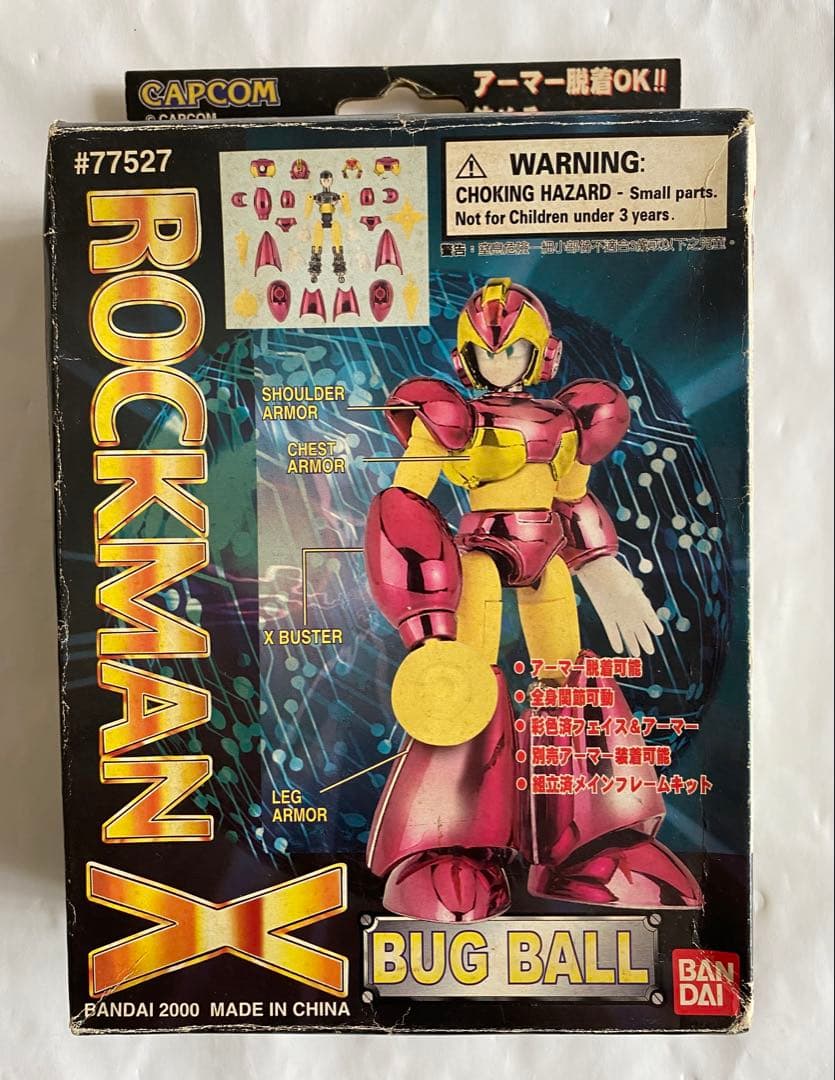 CAPCOM
© CAPCOM
アーマー脱着OK!!
#77527
ROCKMAN X
WARNING:
CHOKING HAZARD - Small parts.
Not for Children under 3 years.
警告：
SHOULDER
ARMOR
CHEST
ARMOR
X BUSTER
LEG
ARMOR
● アーマー脱着可能
● 全身関節可動
● 彩色済フェイス&アーマー
● 別売アーマー装着可能
● 組立済メインフレームキット
BUG BALL
BANDAI 2000 MADE IN CHINA
BAN
DAI